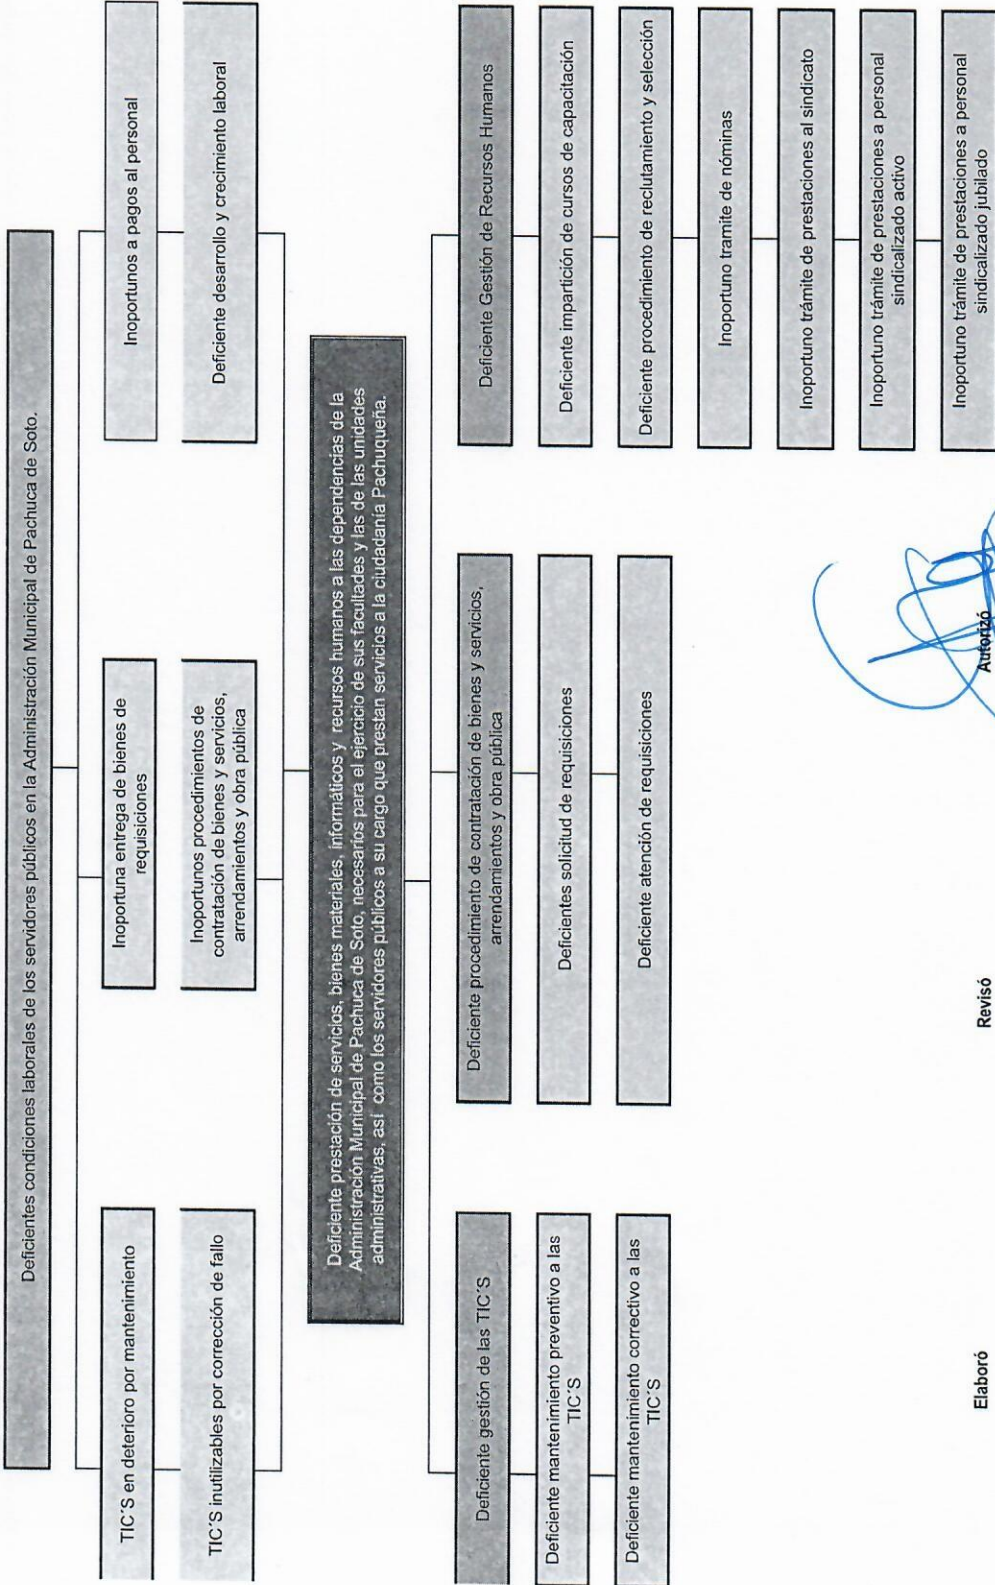 Deficientes condiciones laborales de los servidores públicos en la Administración Municipal de Pachuca de Soto.
TIC´S en deterioro por mantenimiento
TIC´S inutilizables por corrección de fallo
Inoportuna entrega de bienes de
requisiciones
Inoportunos procedimientos de
contratación de bienes y servicios,
arrendamientos y obra pública
Inoportunos a pagos al personal
Deficiente desarrollo y crecimiento laboral
Deficiente prestación de servicios, bienes materiales, informáticos y recursos humanos a las dependencias de la
Administración Municipal de Pachuca de Soto, necesarios para el ejercicio de sus facultades y las de las unidades
administrativas, así como los servidores públicos a su cargo que prestan servicios a la ciudadanía Pachuqueña.
Deficiente gestión de las TIC´S
Deficiente mantenimiento preventivo a las
TIC´S
Deficiente mantenimiento correctivo a las
TIC´S
Deficiente procedimiento de contratación de bienes y servicios,
arrendamientos y obra pública
Deficientes solicitud de requisiciones
Deficiente atención de requisiciones
Deficiente Gestión de Recursos Humanos
Deficiente impartición de cursos de capacitación
Deficiente procedimiento de reclutamiento y selección
Inoportuno tramite de nóminas
Inoportuno trámite de prestaciones al sindicato
Inoportuno trámite de prestaciones a personal
sindicalizado activo
Inoportuno trámite de prestaciones a personal
sindicalizado jubilado
Elaboró
Revisó
Autorizó